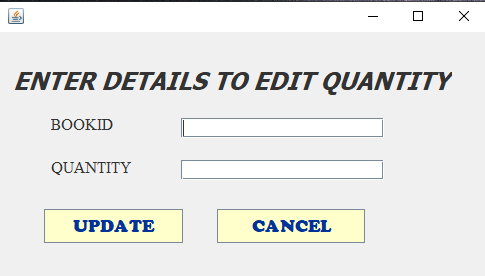 ENTER DETAILS TO EDIT QUANTITY
BOOKID
QUANTITY
UPDATE CANCEL